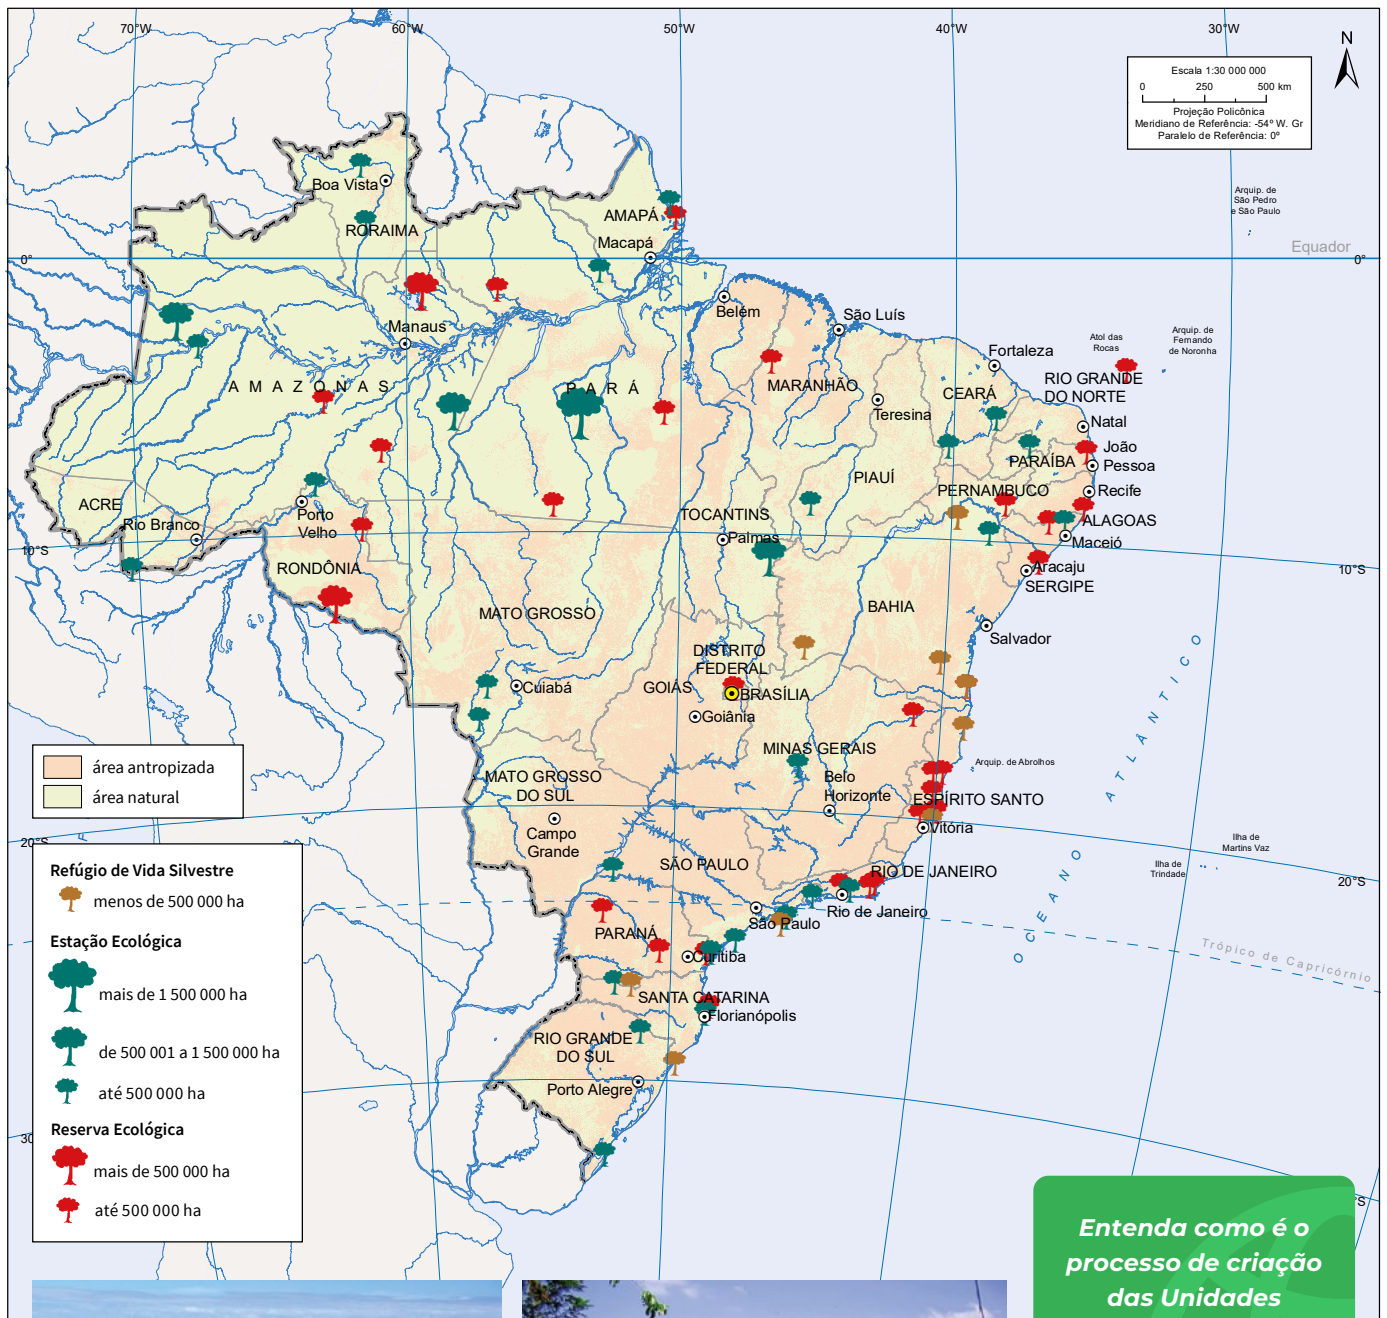 70°W
60°W
50°W
40°W
30°W
N
Escala 1:30 000 000
0 250 500 km
Projeção Policônica
Meridiano de Referência: -54º W. Gr
Paralelo de Referência: 0º
Arquip. de
São Pedro
e São Paulo
Boa Vista
RORAIMA
AMAPÁ
Macapá
Equador
0°
0°
Belém
São Luís
Manaus
Fortaleza
Atol das
Rocas
Arquip. de
Fernando
de Noronha
AMAZONAS
PARÁ
MARANHÃO
Teresina
CEARÁ
RIO GRANDE
DO NORTE
Natal
João
Pessoa
PARAÍBA
PIAUÍ
PERNAMBUCO
Recife
ACRE
Rio Branco
Porto
Velho
TOCANTINS
Palmas
ALAGOAS
Maceió
10°S
10°S
RONDÔNIA
Aracaju
SERGIPE
MATO GROSSO
BAHIA
Salvador
DISTRITO
FEDERAL
GOIÁS
BRASÍLIA
Cuiabá
Goiânia
MINAS GERAIS
Belo
Horizonte
Arquip. de Abrolhos
OCEANO ATLÂNTICO
área antropizada
área natural
MATO GROSSO
DO SUL
ESPÍRITO SANTO
Vitória
Campo
Grande
Ilha de
Martins Vaz
Ilha de
Trindade
20°S
20°S
SÃO PAULO
RIO DE JANEIRO
Rio de Janeiro
São Paulo
Trópico de Capricórnio
PARANÁ
Curitiba
SANTA CATARINA
Florianópolis
RIO GRANDE
DO SUL
Porto Alegre
Refúgio de Vida Silvestre
menos de 500 000 ha
Estação Ecológica
mais de 1 500 000 ha
de 500 001 a 1 500 000 ha
até 500 000 ha
Reserva Ecológica
mais de 500 000 ha
até 500 000 ha
30
°S
Entenda como é o
processo de criação
das Unidades